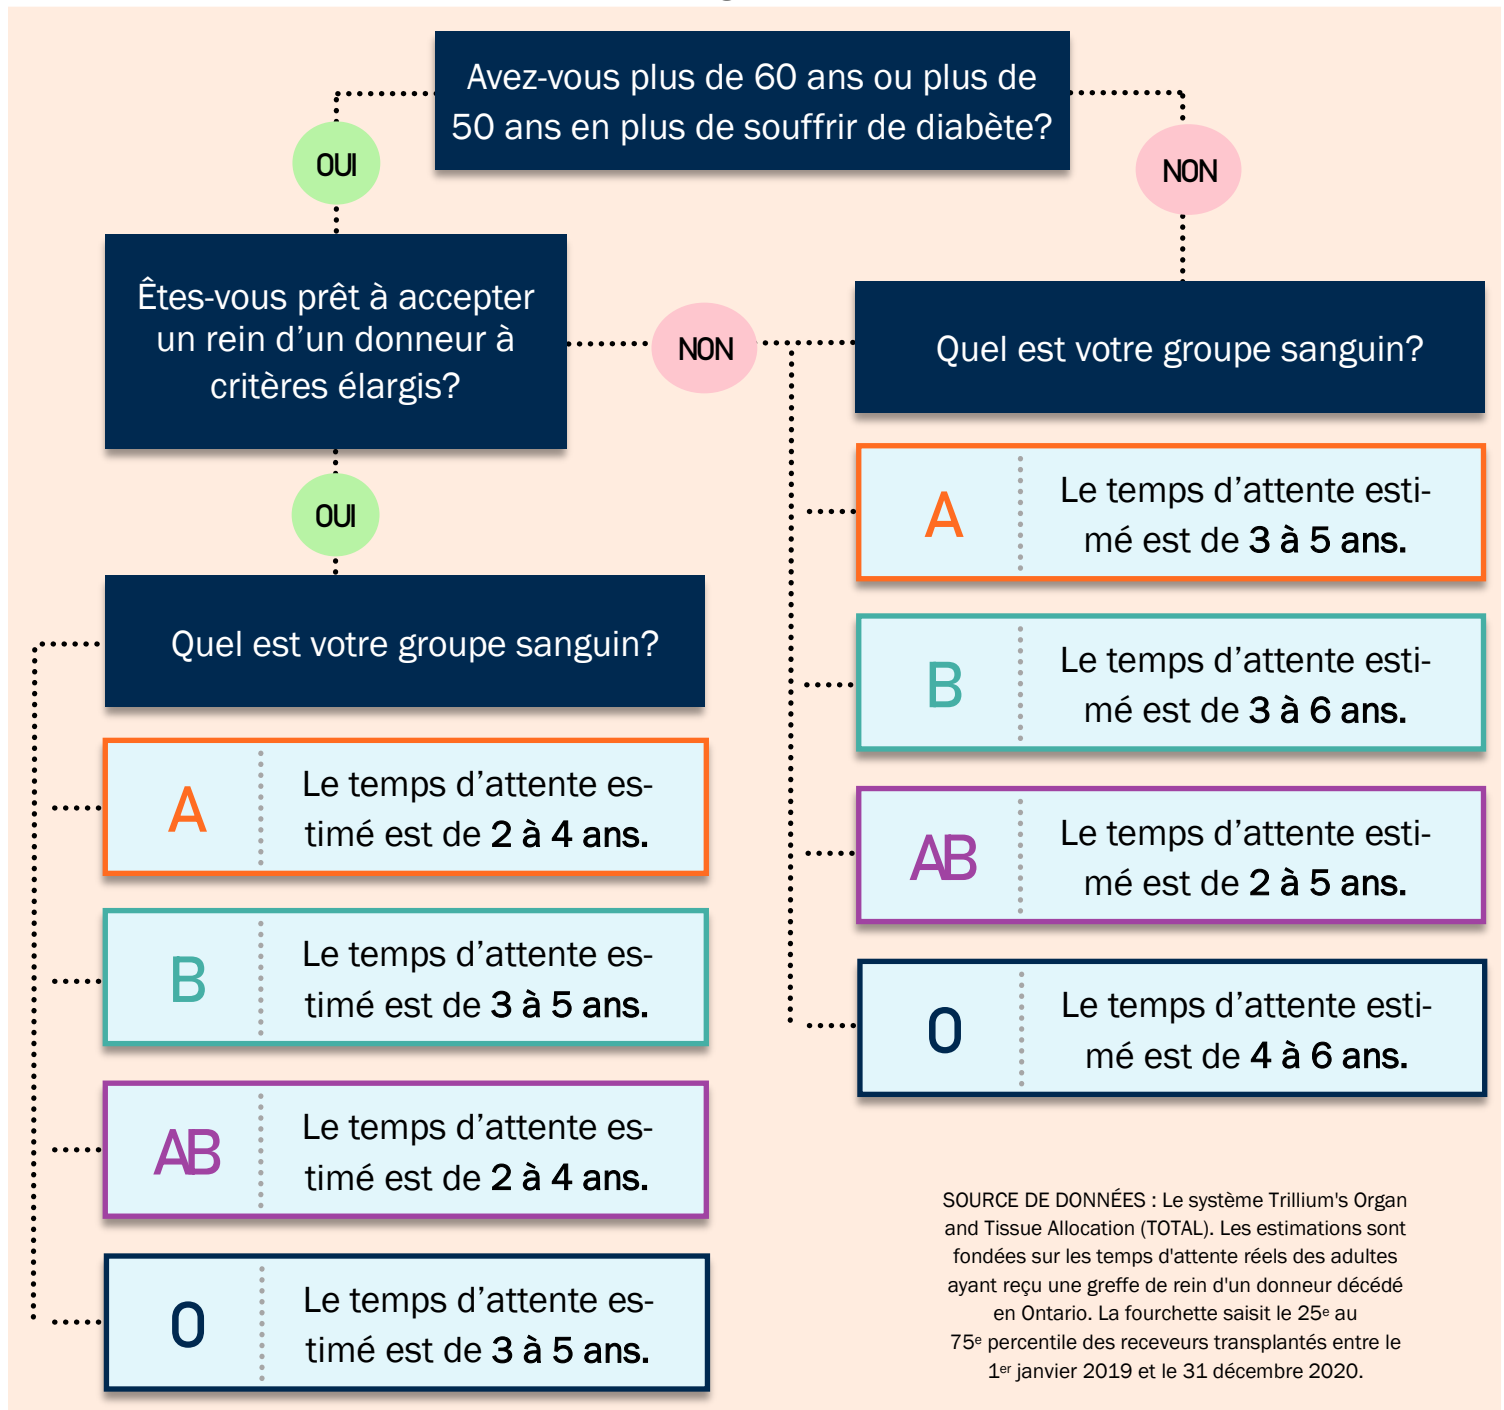 Avez-vous plus de 60 ans ou plus de
50 ans en plus de souffrir de diabète?
OUI
NON
Êtes-vous prêt à accepter
un rein d’un donneur à
critères élargis?
NON
OUI
Quel est votre groupe sanguin?
A
Le temps d’attente es-
timé est de 2 à 4 ans.
B
Le temps d’attente es-
timé est de 3 à 5 ans.
AB
Le temps d’attente es-
timé est de 2 à 4 ans.
O
Le temps d’attente es-
timé est de 3 à 5 ans.
Quel est votre groupe sanguin?
A
Le temps d’attente esti-
mé est de 3 à 5 ans.
B
Le temps d’attente esti-
mé est de 3 à 6 ans.
AB
Le temps d’attente esti-
mé est de 2 à 5 ans.
O
Le temps d’attente esti-
mé est de 4 à 6 ans.
SOURCE DE DONNÉES : Le système Trillium's Organ
and Tissue Allocation (TOTAL). Les estimations sont
fondées sur les temps d'attente réels des adultes
ayant reçu une greffe de rein d'un donneur décédé
en Ontario. La fourchette saisit le 25e au
75e percentile des receveurs transplantés entre le
1er janvier 2019 et le 31 décembre 2020.